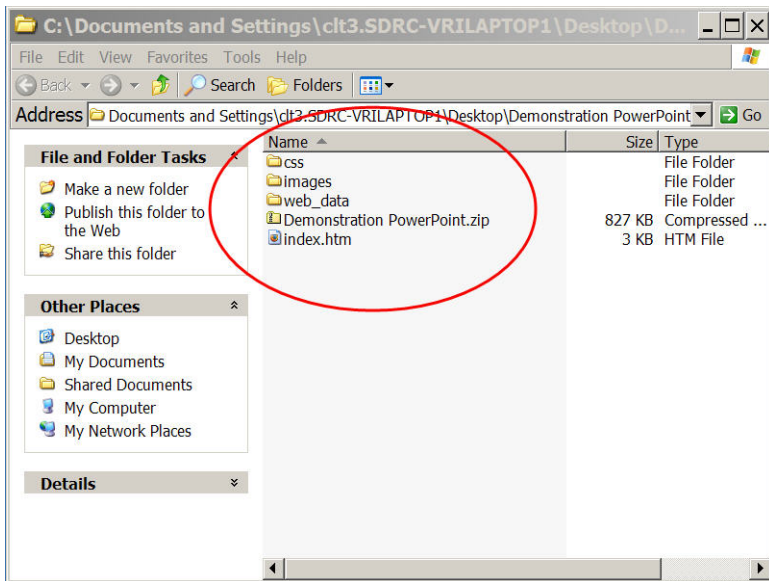 C:\Documents and Settings\clt3.SDRC-VRILAPTOP1\Desktop\D...
File Edit View Favorites Tools Help
Back Search Folders
Address Documents and Settings\clt3.SDRC-VRILAPTOP1\Desktop\Demonstration PowerPoint Go
File and Folder Tasks
Make a new folder
Publish this folder to
the Web
Share this folder
Other Places
Desktop
My Documents
Shared Documents
My Computer
My Network Places
Details
Name Size Type
css File Folder
images File Folder
web_data File Folder
Demonstration PowerPoint.zip 827 KB Compressed ...
index.htm 3 KB HTM File